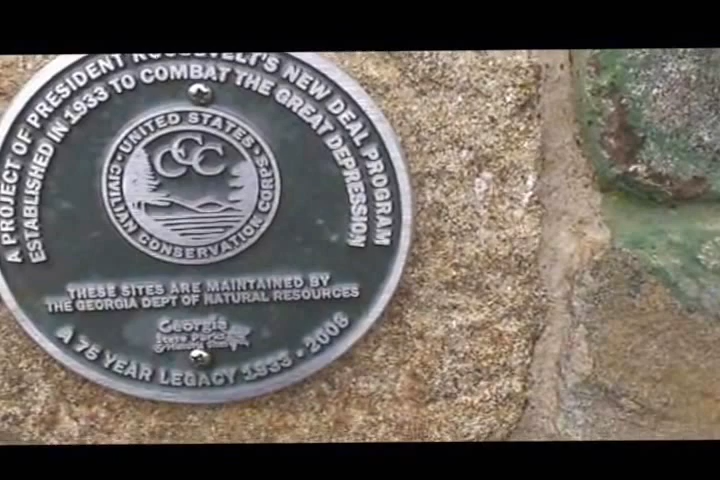 A PROJECT OF PRESIDENT ROOSEVELT'S NEW DEAL PROGRAM
ESTABLISHED IN 1933 TO COMBAT THE GREAT DEPRESSION
UNITED STATES
CCC
CIVILIAN CONSERVATION CORPS
THESE SITES ARE MAINTAINED BY
THE GEORGIA DEPT OF NATURAL RESOURCES
Georgia
State Parks
& Historic Sites
A 75 YEAR LEGACY 1933 - 2008